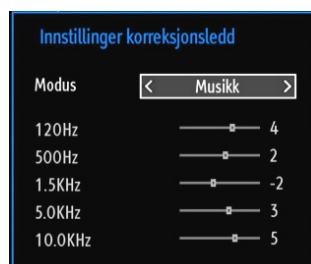 Innstillinger korreksjonsledd
Modus < Musikk >
120Hz 4
500Hz 2
1.5KHz -2
5.0KHz 3
10.0KHz 5